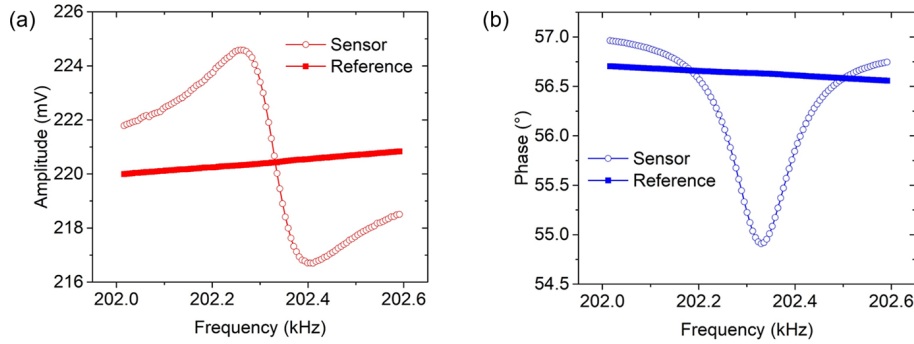 (a)
226
224
222
220
218
216
Amplitude (mV)
Sensor
Reference
202.0
202.2
202.4
202.6
Frequency (kHz)
(b)
57.0
56.5
56.0
55.5
55.0
54.5
Phase (°)
Sensor
Reference
202.0
202.2
202.4
202.6
Frequency (kHz)